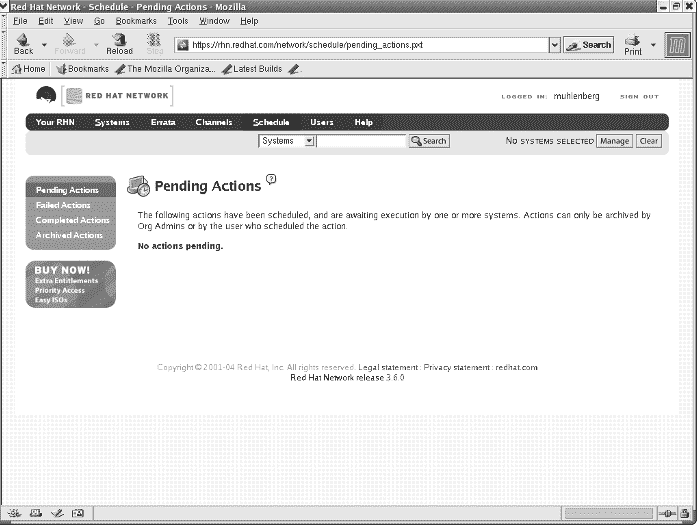 Red Hat Network - Schedule - Pending Actions - Mozilla
File Edit View Go Bookmarks Tools Window Help
Back Forward Reload Stop https://rhn.redhat.com/network/schedule/pending_actions.pxt Search Print
Home Bookmarks The Mozilla Organiza... Latest Builds
RED HAT NETWORK LOGGED IN: muhlenberg SIGN OUT
Your RHN Systems Errata Channels Schedule Users Help
Systems Search NO SYSTEMS SELECTED Manage Clear
Pending Actions
Failed Actions
Completed Actions
Archived Actions
BUY NOW!
Extra Entitlements
Priority Access
Easy ISOs
Pending Actions ?
The following actions have been scheduled, and are awaiting execution by one or more systems. Actions can only be archived by
Org Admins or by the user who scheduled the action.
No actions pending.
Copyright © 2001-04 Red Hat, Inc. All rights reserved. Legal statement : Privacy statement : redhat.com
Red Hat Network release 3.6.0